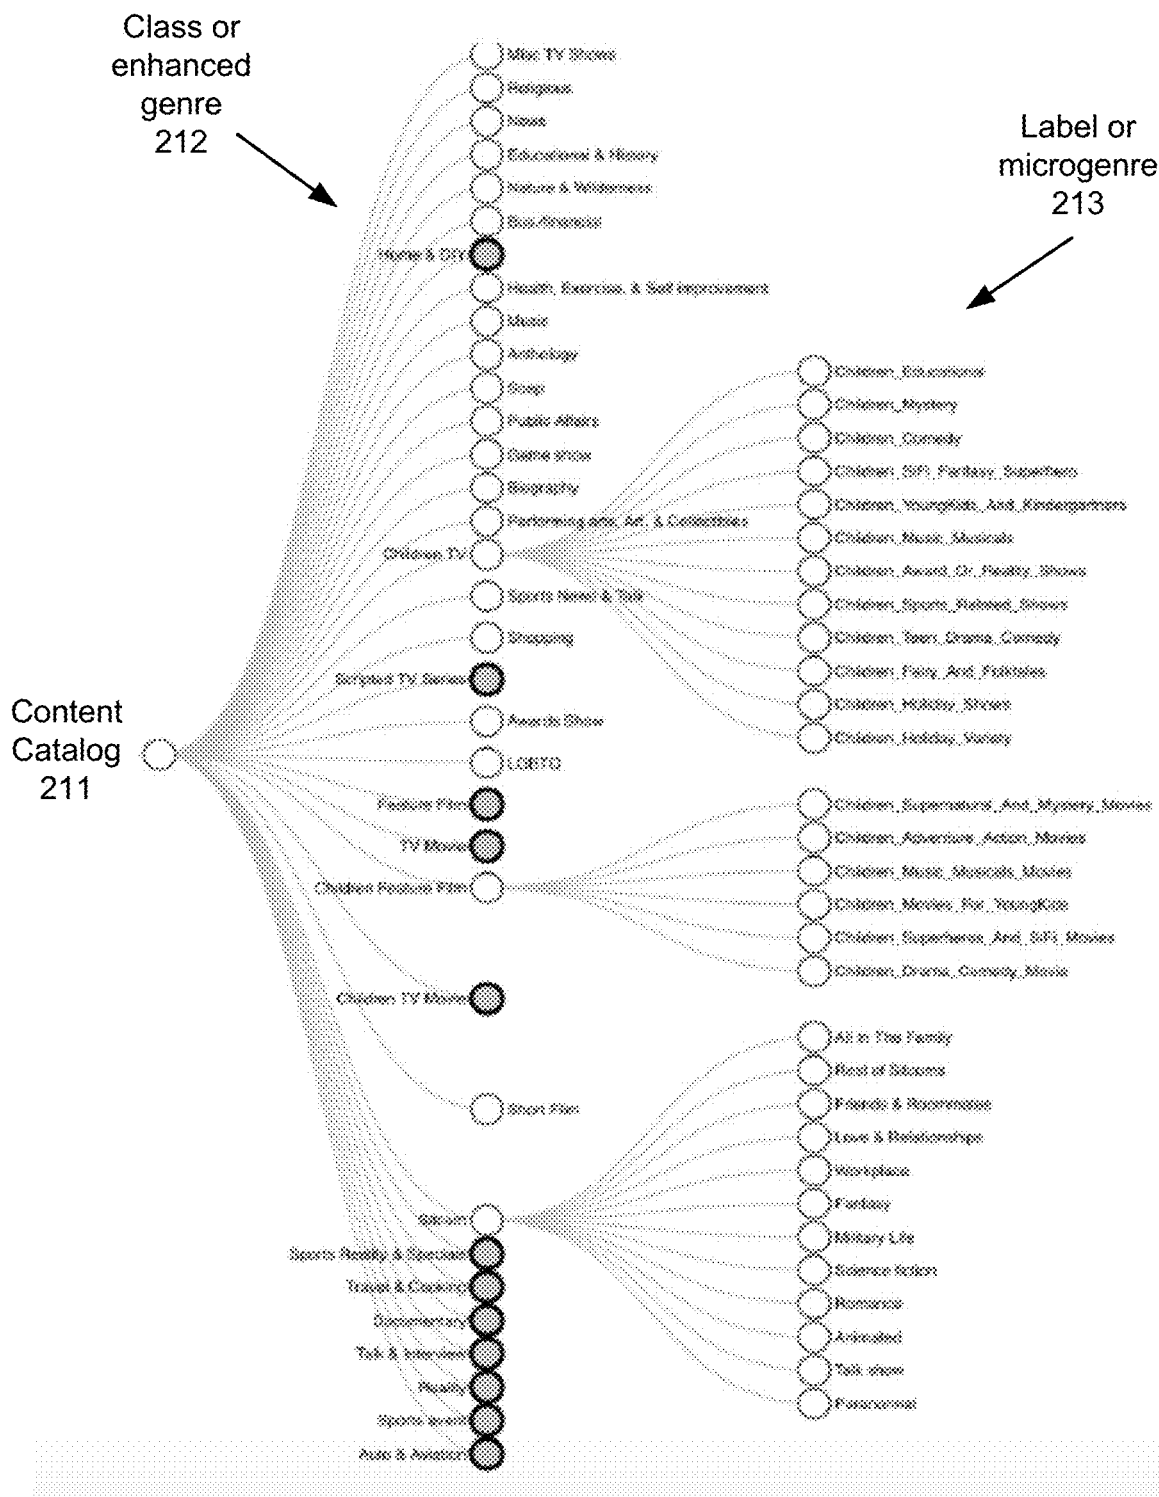 Class or
enhanced
genre
212
Label or
microgenre
213
Content
Catalog
211
Misc TV Shows
Religious
News
Educational & History
Nature & Wilderness
Bus./financial
Home & DIY
Health, Exercise, & Self Improvement
Music
Anthology
Soap
Public Affairs
Game show
Biography
Performing arts, Art, & Collectibles
Children TV
Sports News & Talk
Shopping
Scripted TV Series
Awards Show
LGBTQ
Feature Film
TV Movie
Children Feature Film
Children TV Movie
Short Film
Sitcom
Sports Reality & Specials
Travel & Cooking
Documentary
Talk & Interview
Reality
Sports event
Auto & Aviation
Children_Educational
Children_Mystery
Children_Comedy
Children_SiFi_Fantasy_Superhero
Children_YoungKids_And_Kindergartners
Children_Music_Musicals
Children_Award_Or_Reality_Shows
Children_Sports_Related_Shows
Children_Teen_Drama_Comedy
Children_Fairy_And_Folktales
Children_Holiday_Shows
Children_Holiday_Variety
Children_Supernatural_And_Mystery_Movies
Children_Adventure_Action_Movies
Children_Music_Musicals_Movies
Children_Movies_For_YoungKids
Children_Superheros_And_SiFi_Movies
Children_Drama_Comedy_Movie
All In The Family
Rest of Sitcoms
Friends & Roommates
Love & Relationships
Workplace
Fantasy
Military Life
Science fiction
Romance
Animated
Talk show
Paranormal